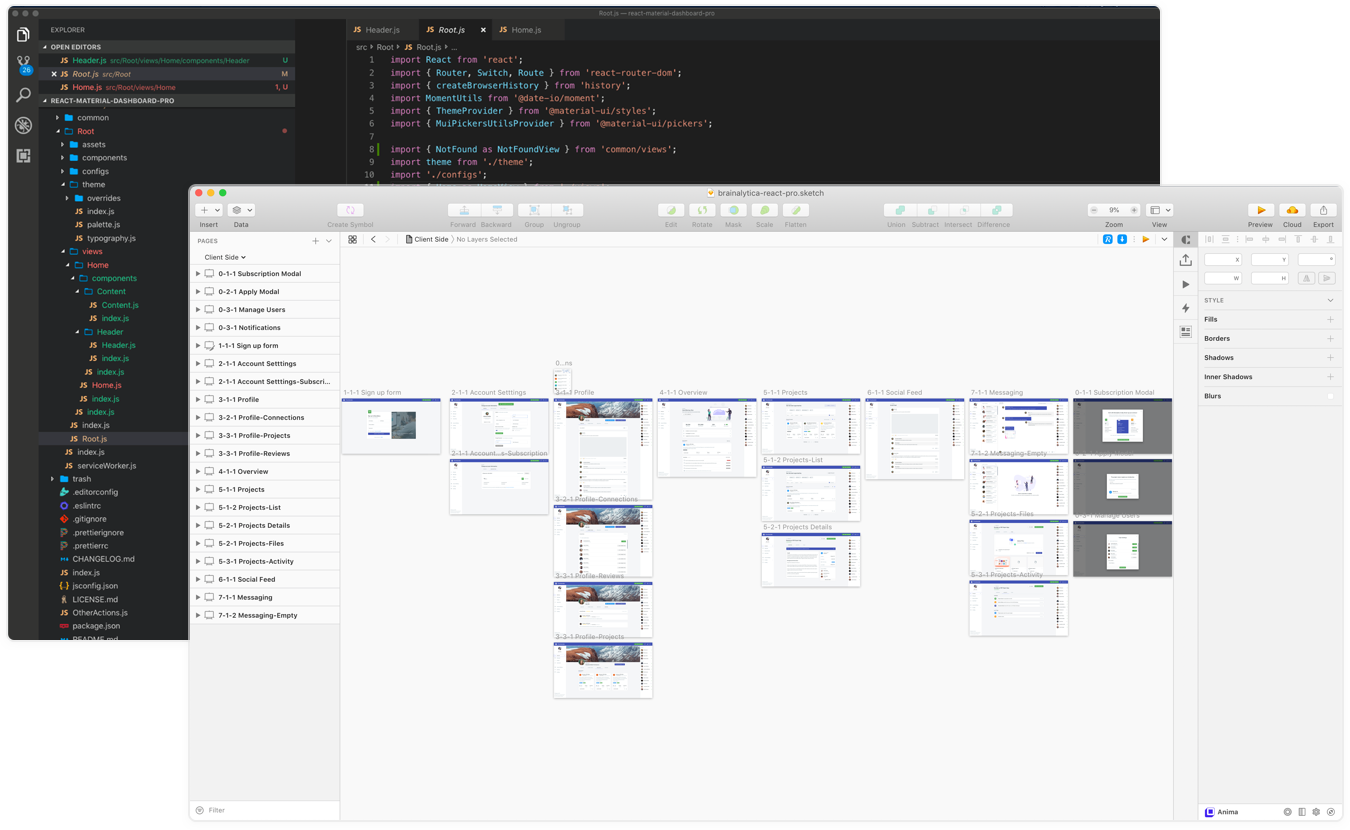 Root.js — react-material-dashboard-pro
EXPLORER
OPEN EDITORS
JS Header.js src/Root/views/Home/components/Header U
JS Root.js src/Root M
JS Home.js src/Root/views/Home 1, U
26
REACT-MATERIAL-DASHBOARD-PRO
common
Root
assets
components
configs
theme
overrides
JS index.js
JS palette.js
JS typography.js
views
Home
components
Content
JS Content.js
JS index.js
Header
JS Header.js
JS index.js
JS index.js
JS Home.js
JS index.js
JS index.js
JS index.js
JS Root.js
JS index.js
JS serviceWorker.js
trash
.editorconfig
.eslintrc
.gitignore
.prettierignore
.prettierrc
CHANGELOG.md
JS index.js
{} jsconfig.json
LICENSE.md
JS OtherActions.js
package.json
README.md
JS Header.js
JS Root.js
JS Home.js
src Root JS Root.js ...
1 import React from 'react';
2 import { Router, Switch, Route } from 'react-router-dom';
3 import { createBrowserHistory } from 'history';
4 import MomentUtils from '@date-io/moment';
5 import { ThemeProvider } from '@material-ui/styles';
6 import { MuiPickersUtilsProvider } from '@material-ui/pickers';
7
8 import { NotFound as NotFoundView } from 'common/views';
9 import theme from './theme';
10 import './configs';
brainalytica-react-pro.sketch
Insert Data Create Symbol Forward Backward Group Ungroup Edit Rotate Mask Scale Flatten Union Subtract Intersect Difference 9% Zoom View Preview Cloud Export
PAGES
Client Side
0-1-1 Subscription Modal
0-2-1 Apply Modal
0-3-1 Manage Users
0-3-1 Notifications
1-1-1 Sign up form
2-1-1 Account Setttings
2-1-1 Account Setttings-Subscri...
3-1-1 Profile
3-2-1 Profile-Connections
3-3-1 Profile-Projects
3-3-1 Profile-Reviews
4-1-1 Overview
5-1-1 Projects
5-1-2 Projects-List
5-2-1 Projects Details
5-2-1 Projects-Files
5-3-1 Projects-Activity
6-1-1 Social Feed
7-1-1 Messaging
7-1-2 Messaging-Empty
Filter
Client Side No Layers Selected
0...ns
1-1-1 Sign up form
2-1-1 Account Setttings
3-1-1 Profile
4-1-1 Overview
5-1-1 Projects
6-1-1 Social Feed
7-1-1 Messaging
0-1-1 Subscription Modal
2-1-1 Account...s-Subscription
5-1-2 Projects-List
7-1-2 Messaging-Empty
3-2-1 Profile-Connections
5-2-1 Projects Details
5-2-1 Projects-Files
3-3-1 Profile-Reviews
5-3-1 Projects-Activity
3-3-1 Profile-Projects
X Y °
W H
STYLE
Fills
Borders
Shadows
Inner Shadows
Blurs
Anima